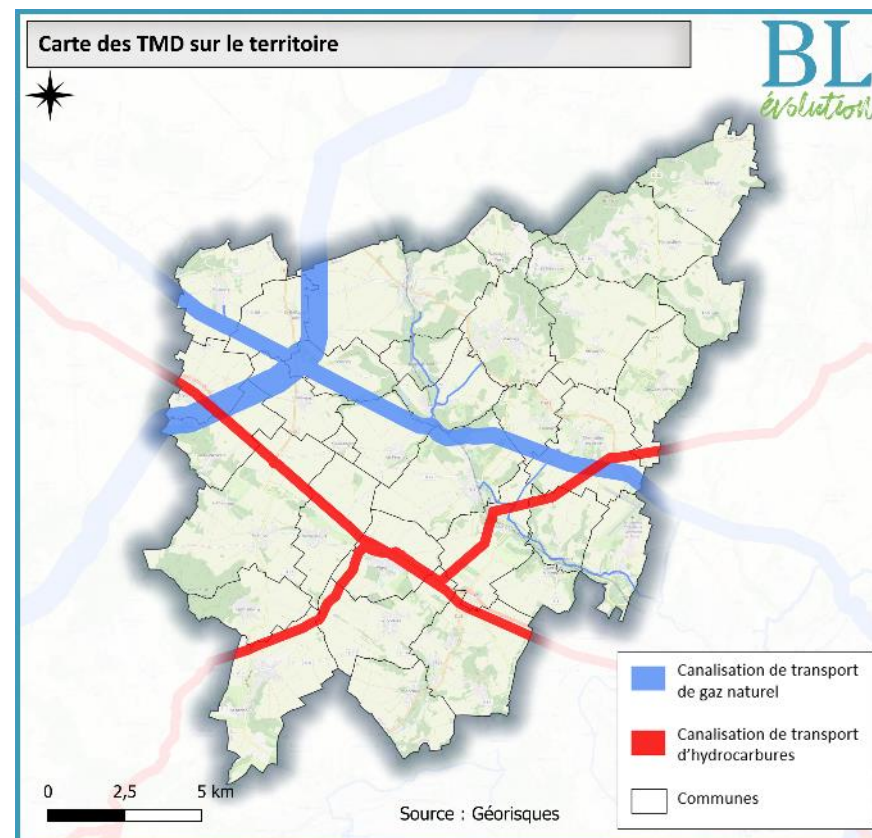 Carte des TMD sur le territoire
BL
évolution
Canalisation de transport
de gaz naturel
Canalisation de transport
d'hydrocarbures
Communes
0 2,5 5 km
Source : Géorisques